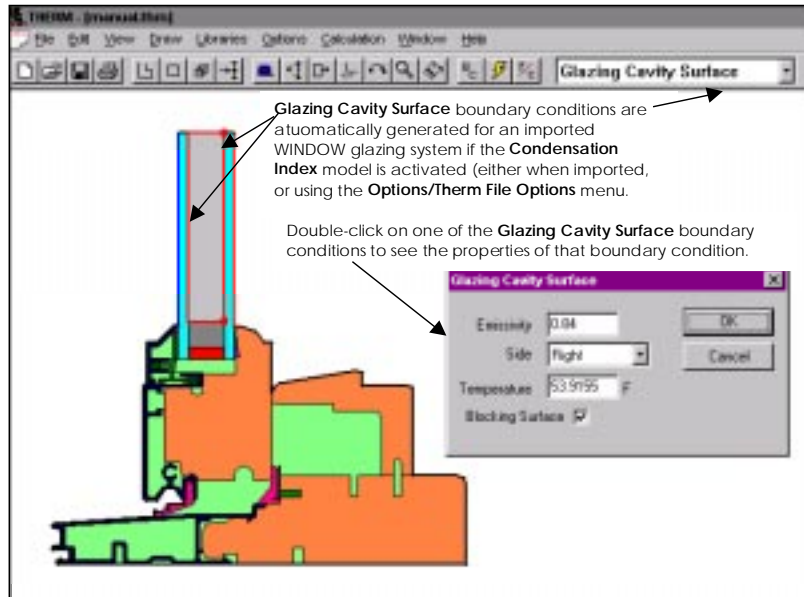 THERM - [manual.thm]
File Edit View Draw Libraries Options Calculation Window Help
Glazing Cavity Surface
Glazing Cavity Surface boundary conditions are
atuomatically generated for an imported
WINDOW glazing system if the Condensation
Index model is activated (either when imported,
or using the Options/Therm File Options menu.
Double-click on one of the Glazing Cavity Surface boundary
conditions to see the properties of that boundary condition.
Glazing Cavity Surface
Emissivity 0.84 OK
Side Right Cancel
Temperature 53.9155 F
Blocking Surface